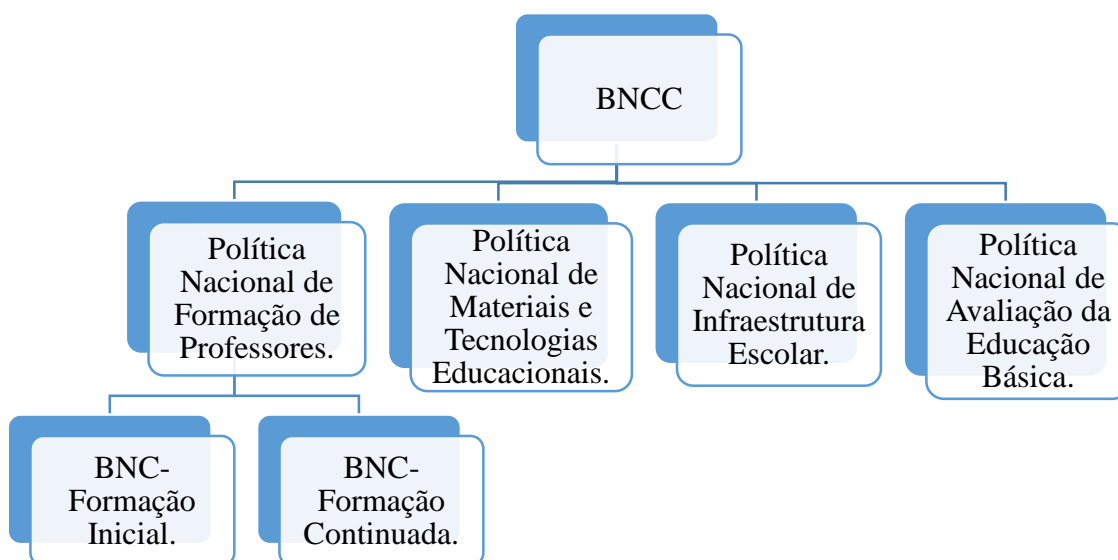 BNCC
Política
Nacional de
Formação de
Professores.
Política
Nacional de
Materiais e
Tecnologias
Educacionais.
Política
Nacional de
Infraestrutura
Escolar.
Política
Nacional de
Avaliação da
Educação
Básica.
BNC-
Formação
Inicial.
BNC-
Formação
Continuada.